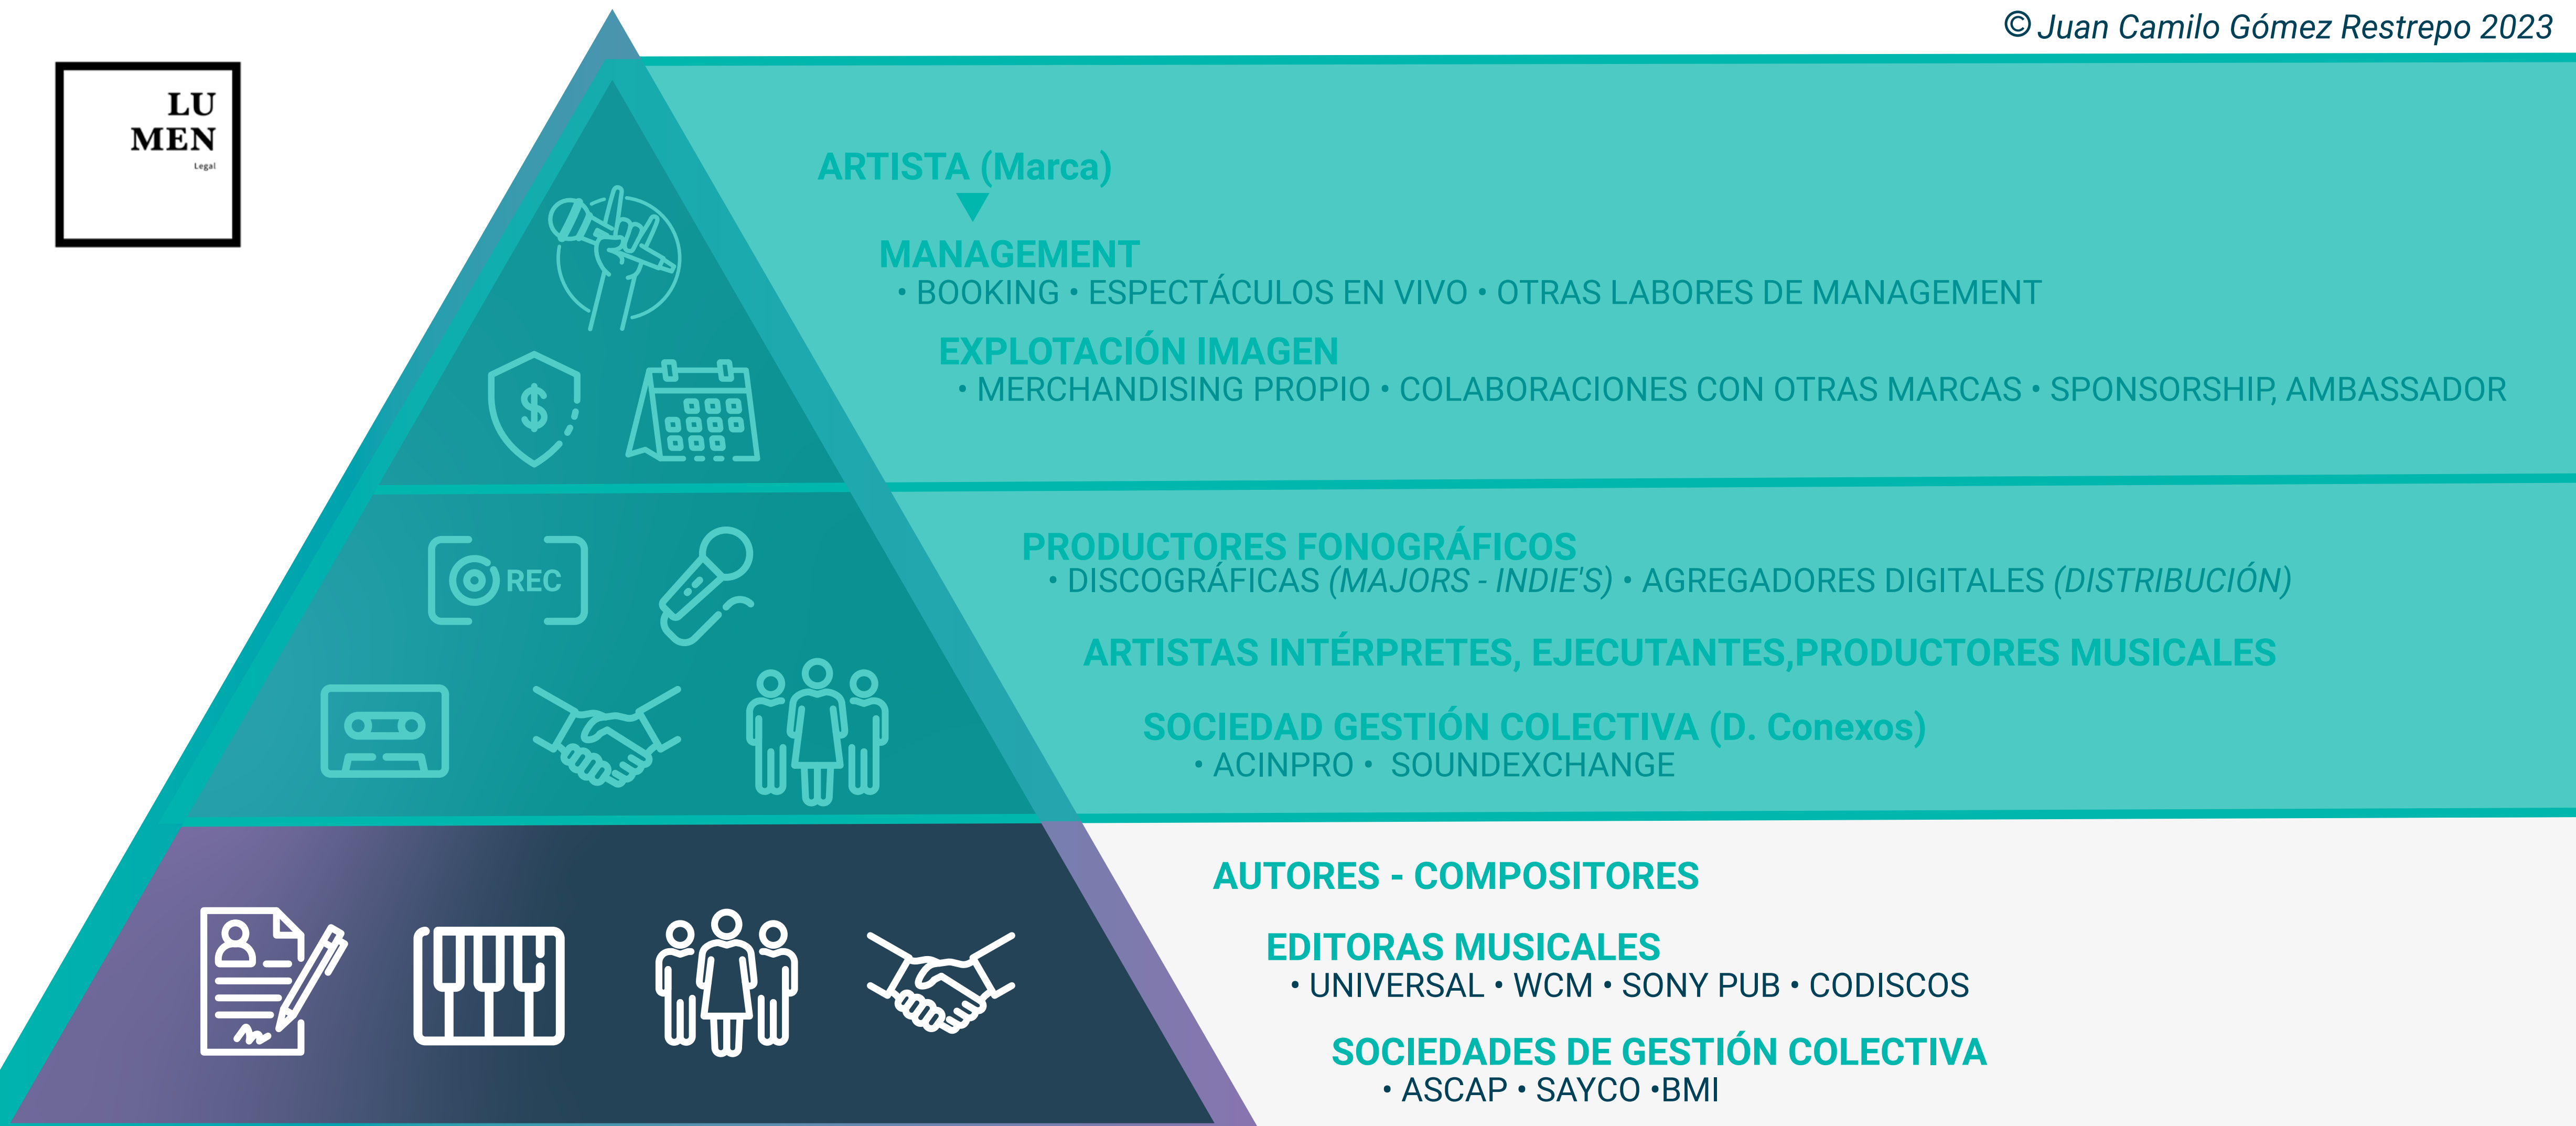 © Juan Camilo Gómez Restrepo 2023
LU
MEN
Legal
ARTISTA (Marca)
MANAGEMENT
• BOOKING • ESPECTÁCULOS EN VIVO • OTRAS LABORES DE MANAGEMENT
EXPLOTACIÓN IMAGEN
• MERCHANDISING PROPIO • COLABORACIONES CON OTRAS MARCAS • SPONSORSHIP, AMBASSADOR
$
PRODUCTORES FONOGRÁFICOS
• DISCOGRÁFICAS (MAJORS - INDIE'S) • AGREGADORES DIGITALES (DISTRIBUCIÓN)
REC
ARTISTAS INTÉRPRETES, EJECUTANTES,PRODUCTORES MUSICALES
SOCIEDAD GESTIÓN COLECTIVA (D. Conexos)
• ACINPRO • SOUNDEXCHANGE
AUTORES - COMPOSITORES
EDITORAS MUSICALES
• UNIVERSAL • WCM • SONY PUB • CODISCOS
SOCIEDADES DE GESTIÓN COLECTIVA
• ASCAP • SAYCO •BMI